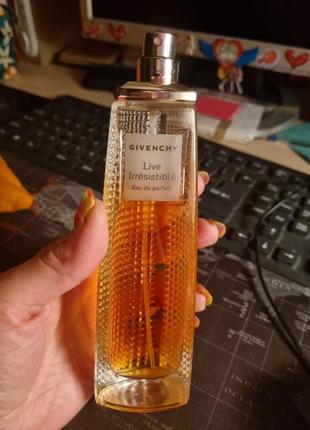 GIVENCHY
Live
Irrésistible
Eau de parfum